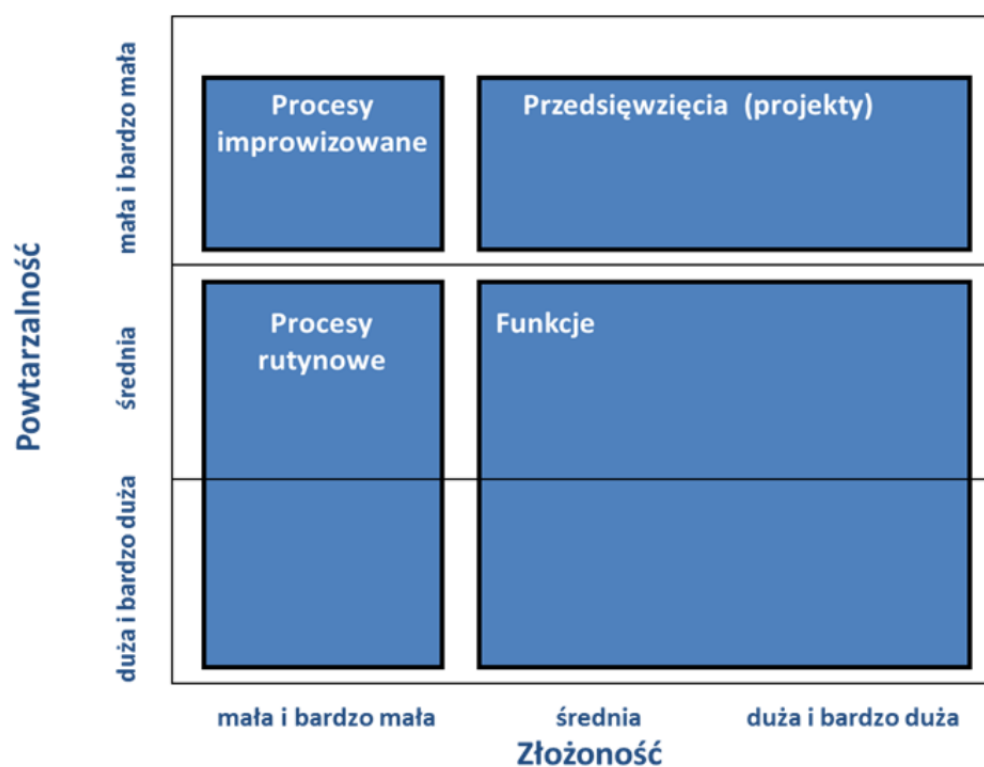 Powtarzalność
mała i bardzo mała
średnia
duża i bardzo duża
Procesy
improwizowane
Przedsięwzięcia (projekty)
Procesy
rutynowe
Funkcje
mała i bardzo mała
średnia
duża i bardzo duża
Złożoność